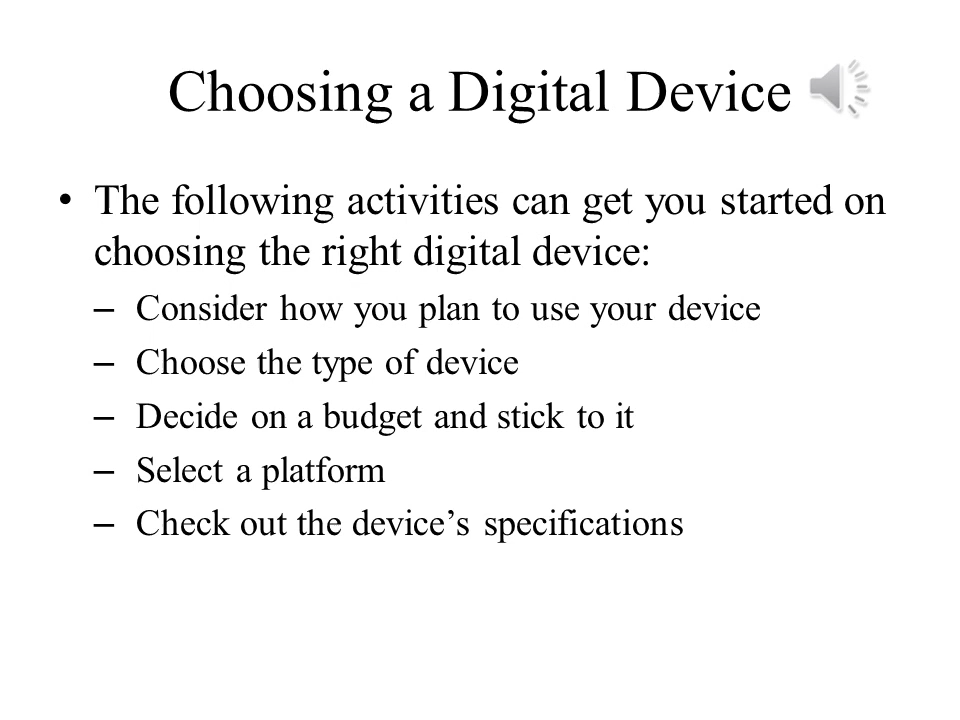 Choosing a Digital Device
• The following activities can get you started on
choosing the right digital device:
– Consider how you plan to use your device
– Choose the type of device
– Decide on a budget and stick to it
– Select a platform
– Check out the device’s specifications